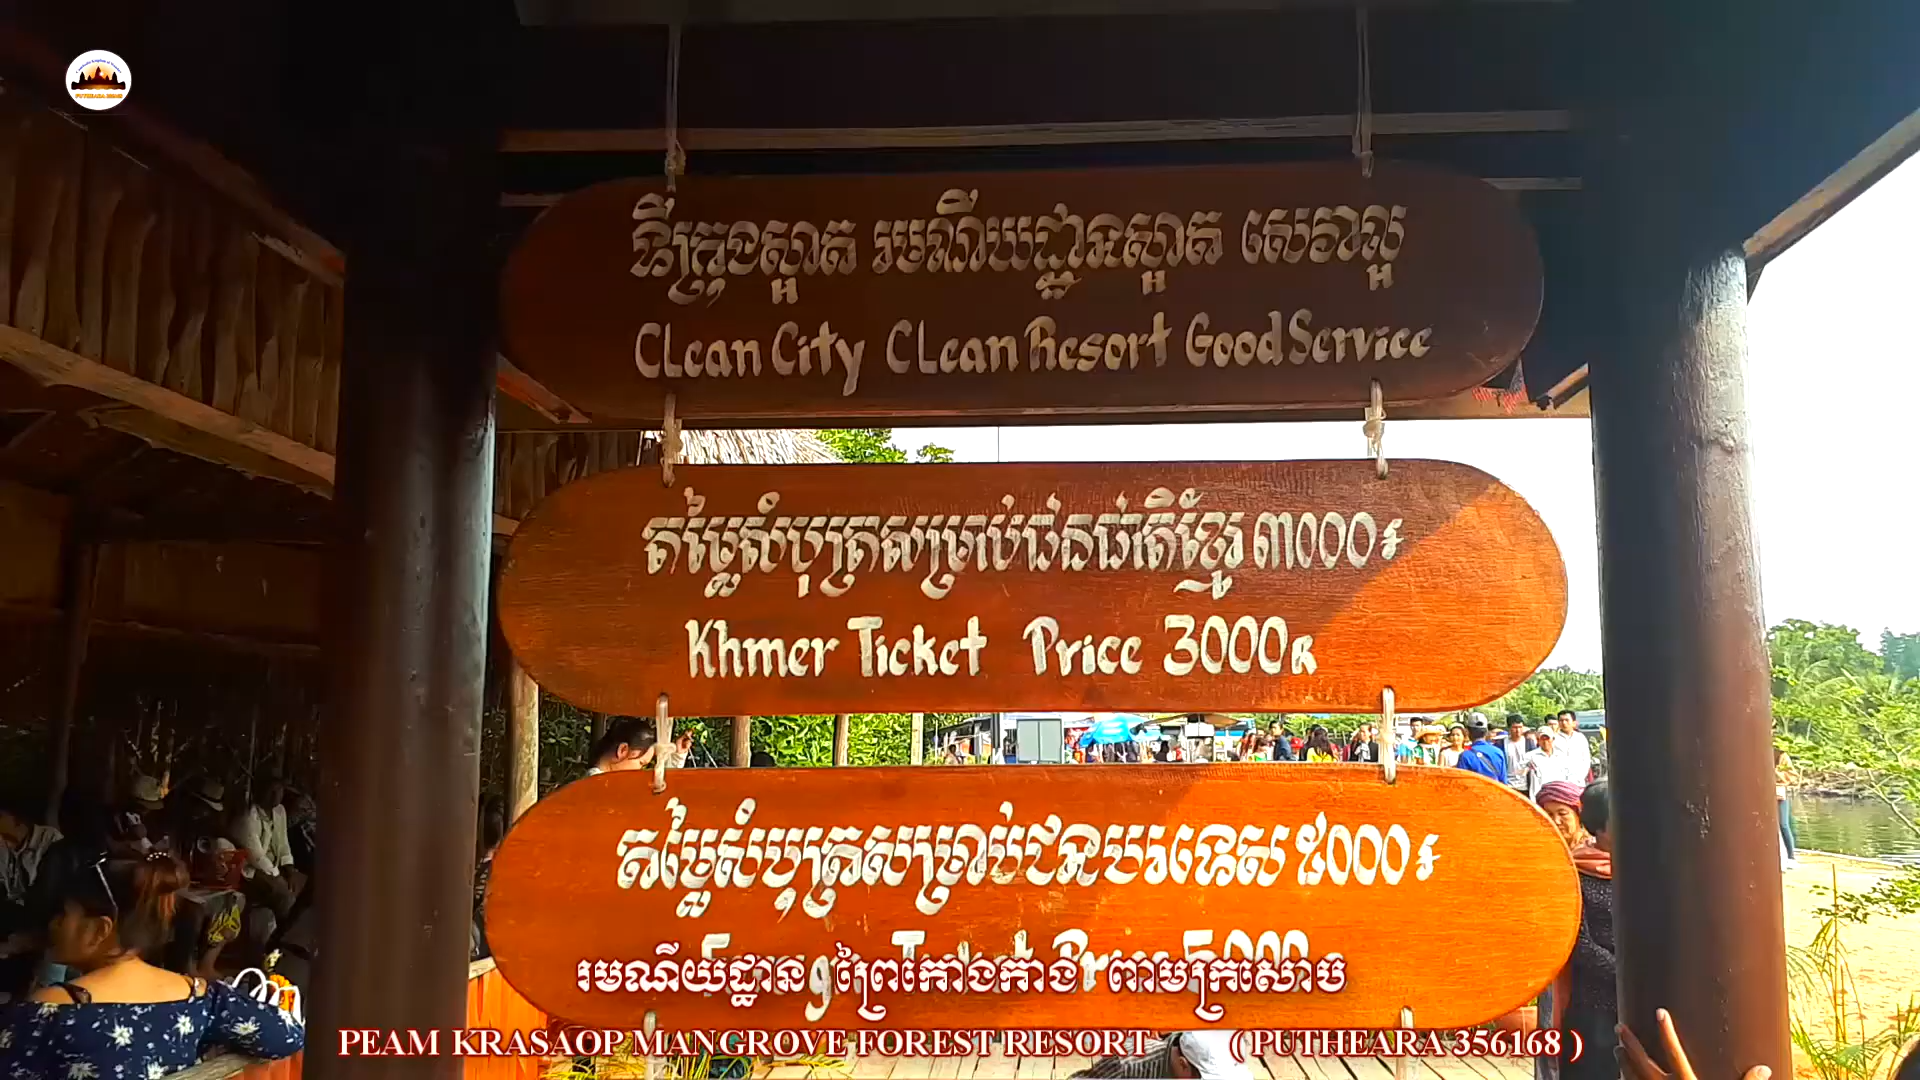 ទីក្រុងស្អាត រមណីយដ្ឋានស្អាត សេវាល្អ
CLean City CLean Resort Good Service
តម្លៃសំបុត្រសម្រាប់ជនជាតិខ្មែរ ៣០០០៛
Khmer Ticket Price 3000R
តម្លៃសំបុត្រសម្រាប់ជនបរទេស ៥០០០៛
រមណីយដ្ឋាន ព្រៃកោងកាង ពាមក្រសោប
PEAM KRASAOP MANGROVE FOREST RESORT (PUTHEARA 356168)